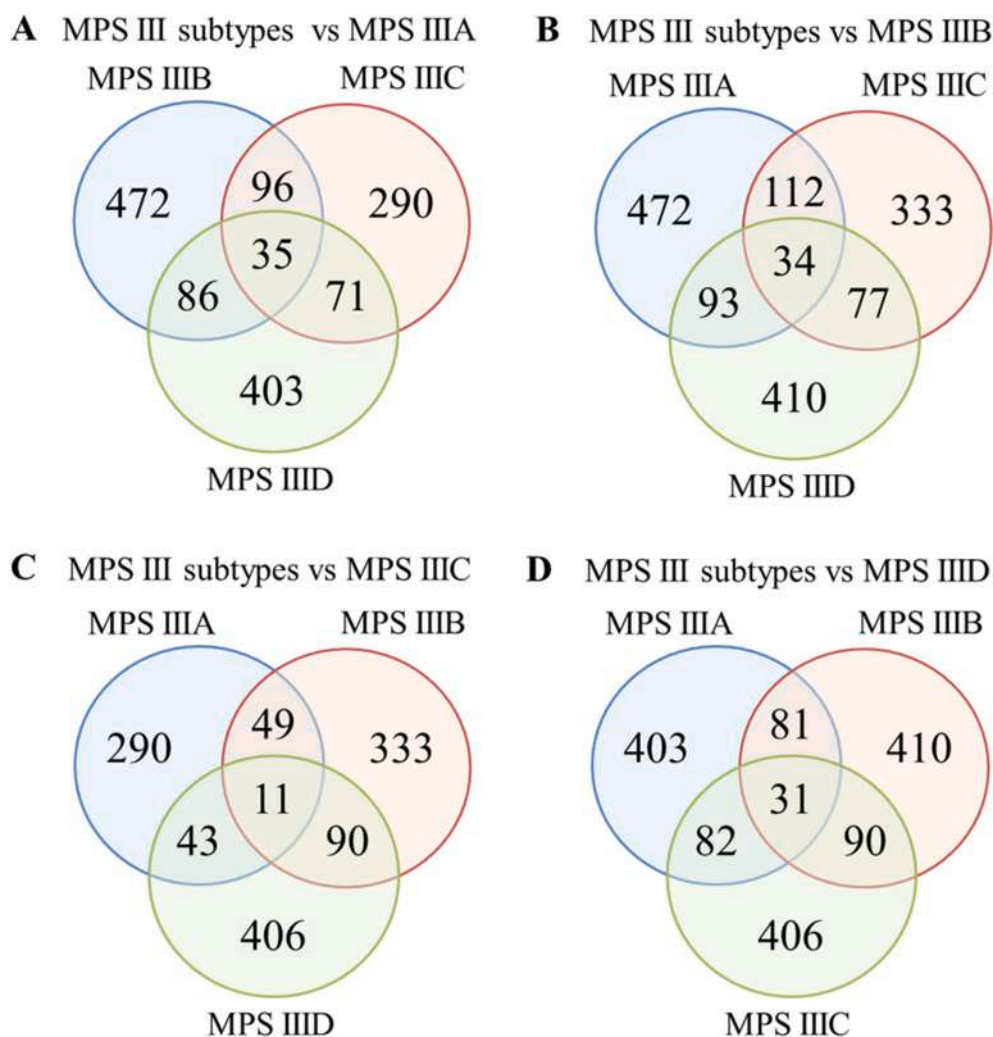 A MPS III subtypes vs MPS IIIA
MPS IIIB
MPS IIIC
472
96
290
35
86
71
403
MPS IIID
B MPS III subtypes vs MPS IIIB
MPS IIIA
MPS IIIC
472
112
333
34
93
77
410
MPS IIID
C MPS III subtypes vs MPS IIIC
MPS IIIA
MPS IIIB
290
49
333
11
43
90
406
MPS IIID
D MPS III subtypes vs MPS IIID
MPS IIIA
MPS IIIB
403
81
410
31
82
90
406
MPS IIIC